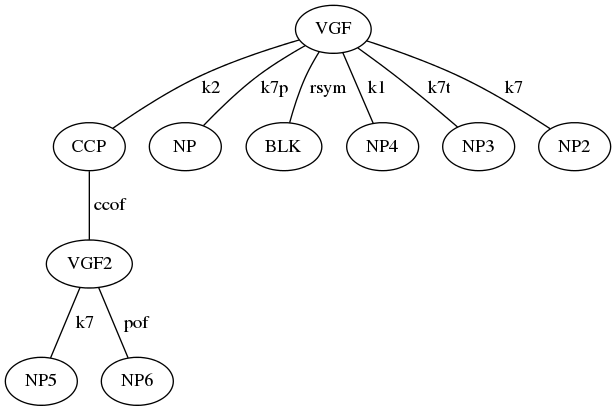 VGF
k2 k7p rsym k1 k7t k7
CCP NP BLK NP4 NP3 NP2
ccof
VGF2
k7 pof
NP5 NP6